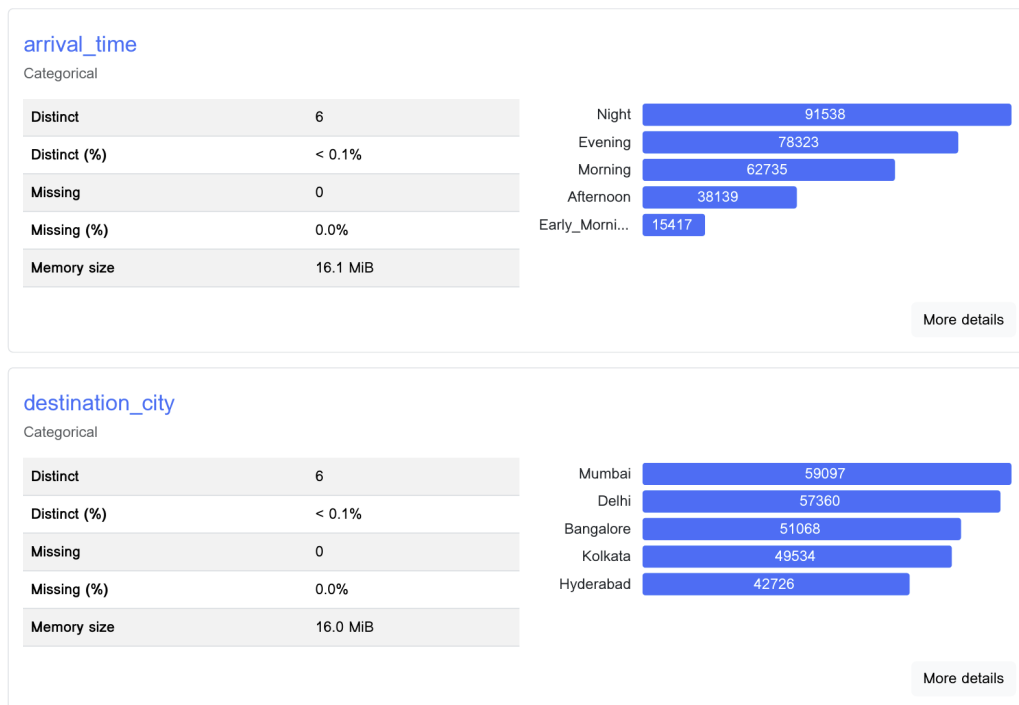 arrival_time
Categorical
Distinct 6
Distinct (%) < 0.1%
Missing 0
Missing (%) 0.0%
Memory size 16.1 MiB
Night 91538
Evening 78323
Morning 62735
Afternoon 38139
Early_Morni... 15417
More details
destination_city
Categorical
Distinct 6
Distinct (%) < 0.1%
Missing 0
Missing (%) 0.0%
Memory size 16.0 MiB
Mumbai 59097
Delhi 57360
Bangalore 51068
Kolkata 49534
Hyderabad 42726
More details